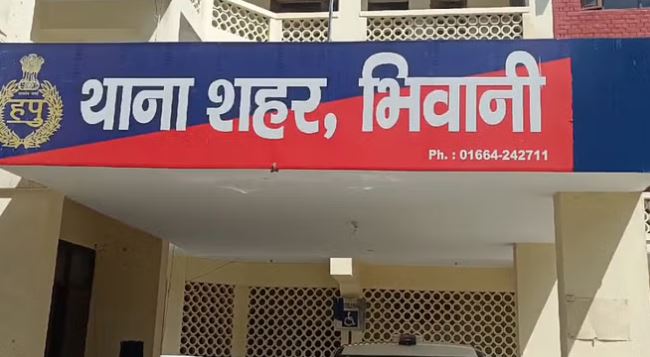 हपु
थाना शहर, भिवानी
Ph. : 01664-242711